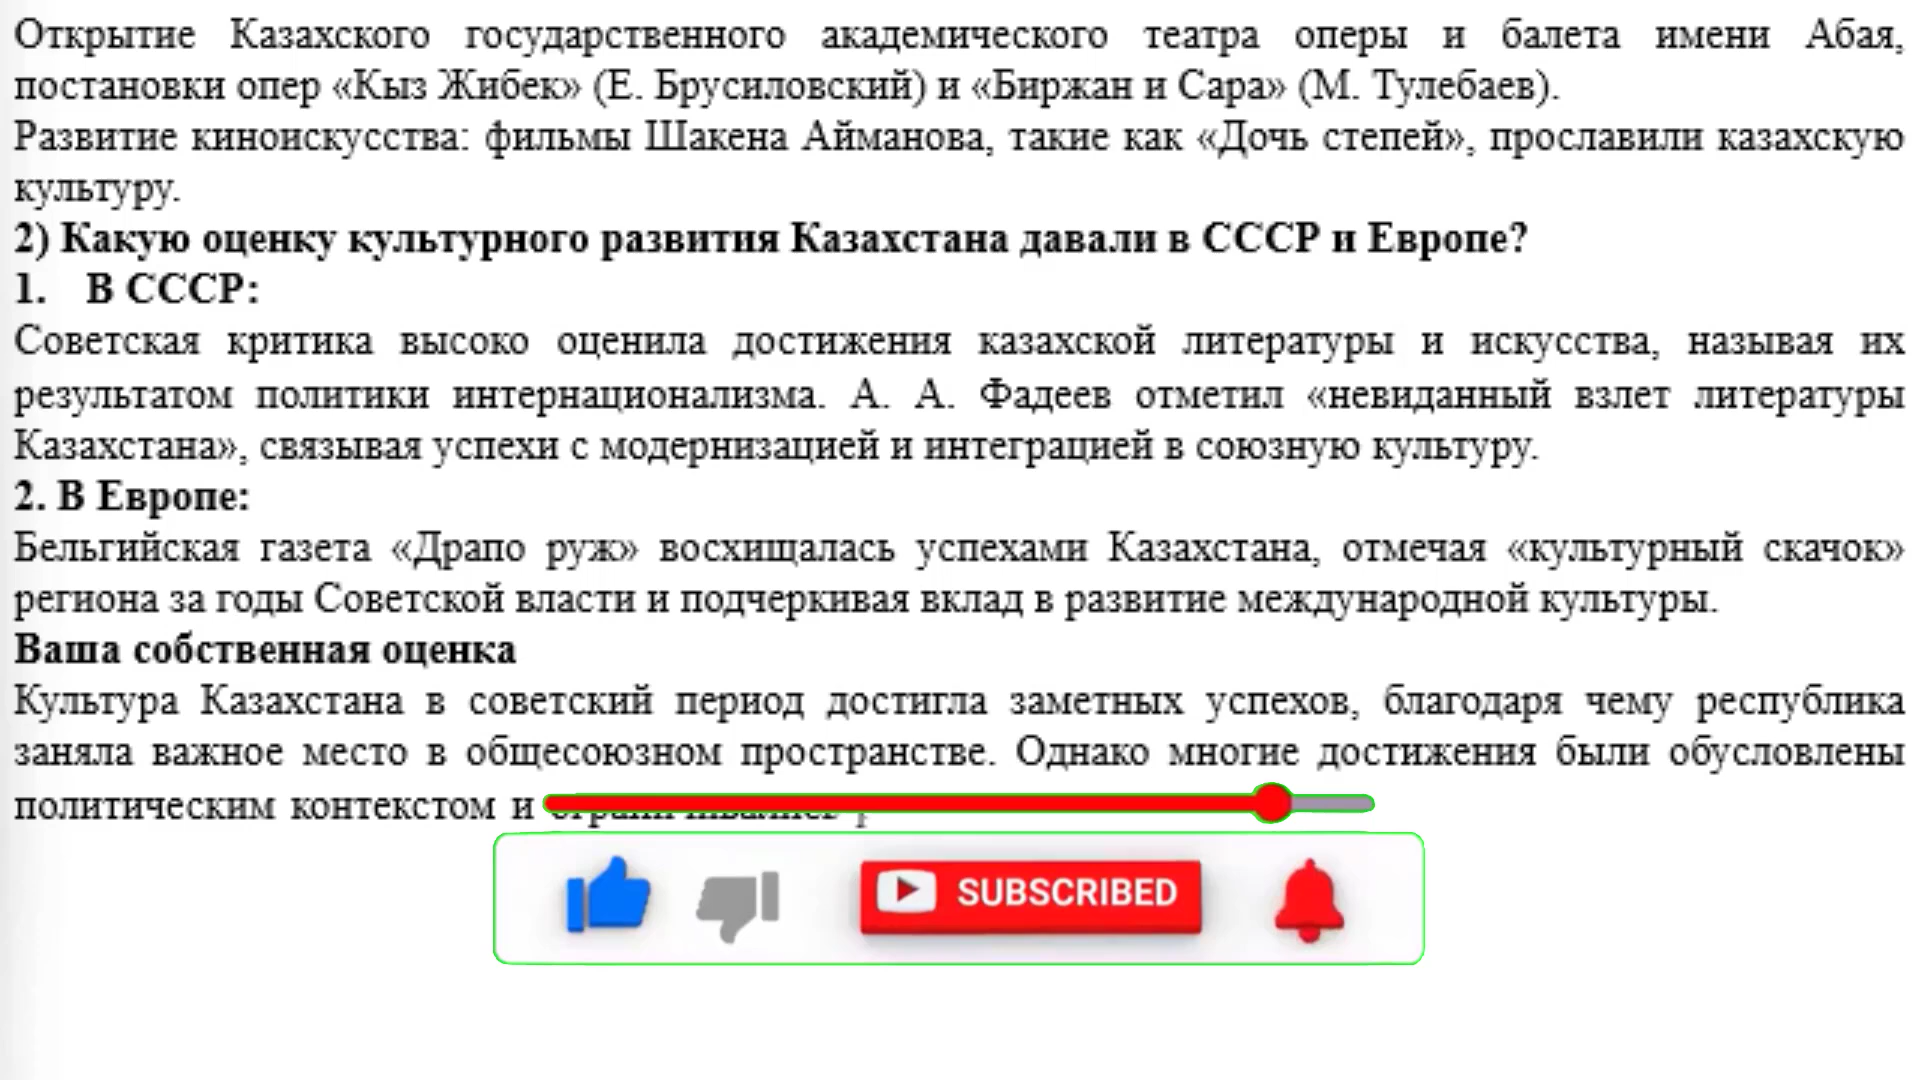 Открытие Казахского государственного академического театра оперы и балета имени Абая,
постановки опер «Кыз Жибек» (Е. Брусиловский) и «Биржан и Сара» (М. Тулебаев).
Развитие киноискусства: фильмы Шакена Айманова, такие как «Дочь степей», прославили казахскую
культуру.
2) Какую оценку культурного развития Казахстана давали в СССР и Европе?
1. В СССР:
Советская критика высоко оценила достижения казахской литературы и искусства, называя их
результатом политики интернационализма. А. А. Фадеев отметил «невиданный взлет литературы
Казахстана», связывая успехи с модернизацией и интеграцией в союзную культуру.
2. В Европе:
Бельгийская газета «Драпо руж» восхищалась успехами Казахстана, отмечая «культурный скачок»
региона за годы Советской власти и подчеркивая вклад в развитие международной культуры.
Ваша собственная оценка
Культура Казахстана в советский период достигла заметных успехов, благодаря чему республика
заняла важное место в общесоюзном пространстве. Однако многие достижения были обусловлены
политическим контекстом и
SUBSCRIBED